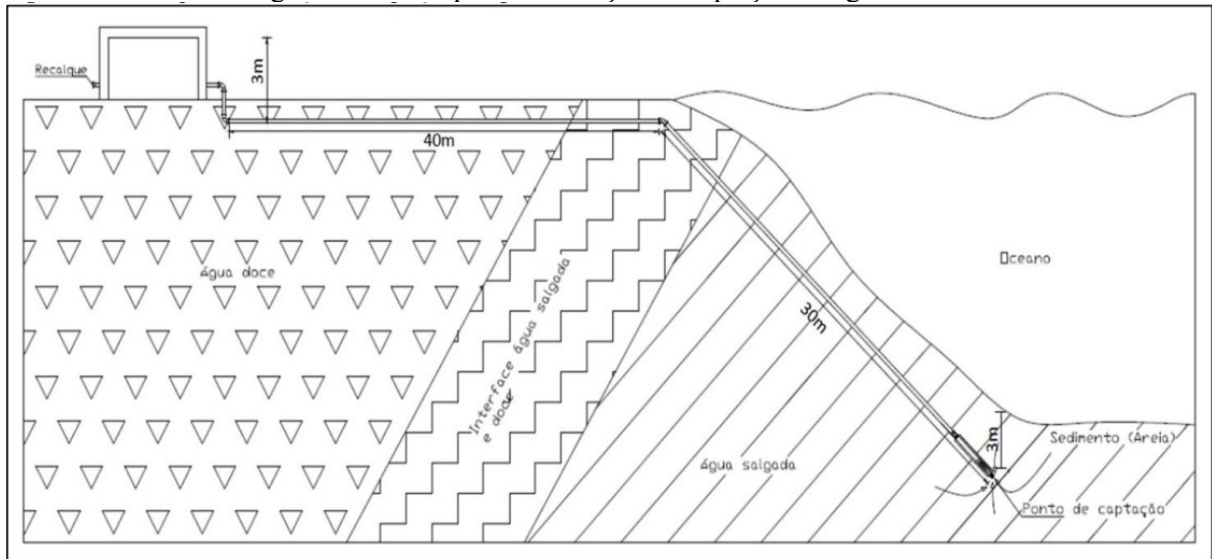 Recalque
3m
40m
Água doce
Interface água salgada
e doce
30m
Oceano
3m
Sedimento (Areia)
água salgada
Ponto de captação